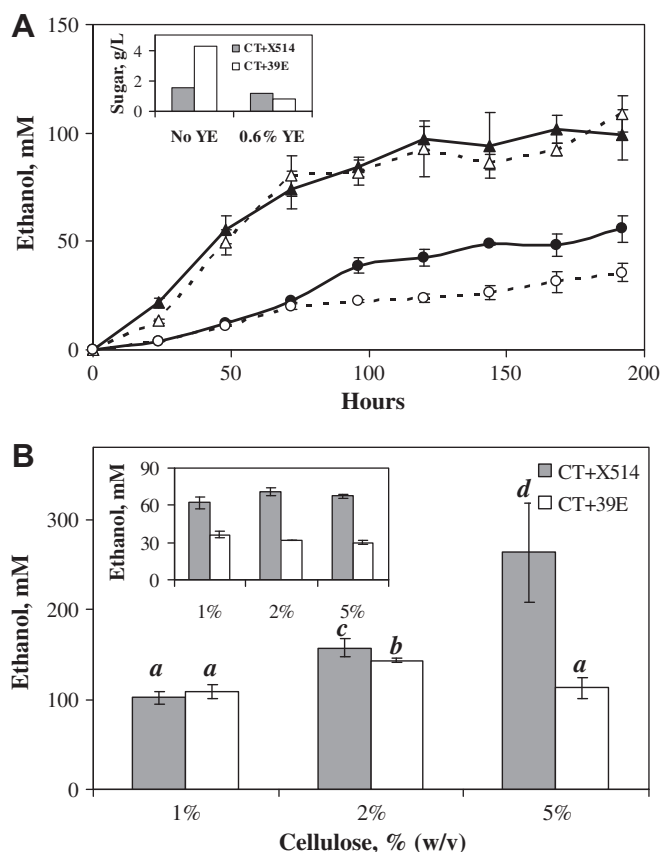 A
150
100
50
0
Ethanol, mM
Sugar, g/L
4
2
0
CT+X514
CT+39E
No YE 0.6% YE
0 50 100 150 200
Hours
B
300
200
100
0
Ethanol, mM
90
60
30
0
Ethanol, mM
1% 2% 5%
CT+X514
CT+39E
a a c b d a
1% 2% 5%
Cellulose, % (w/v)